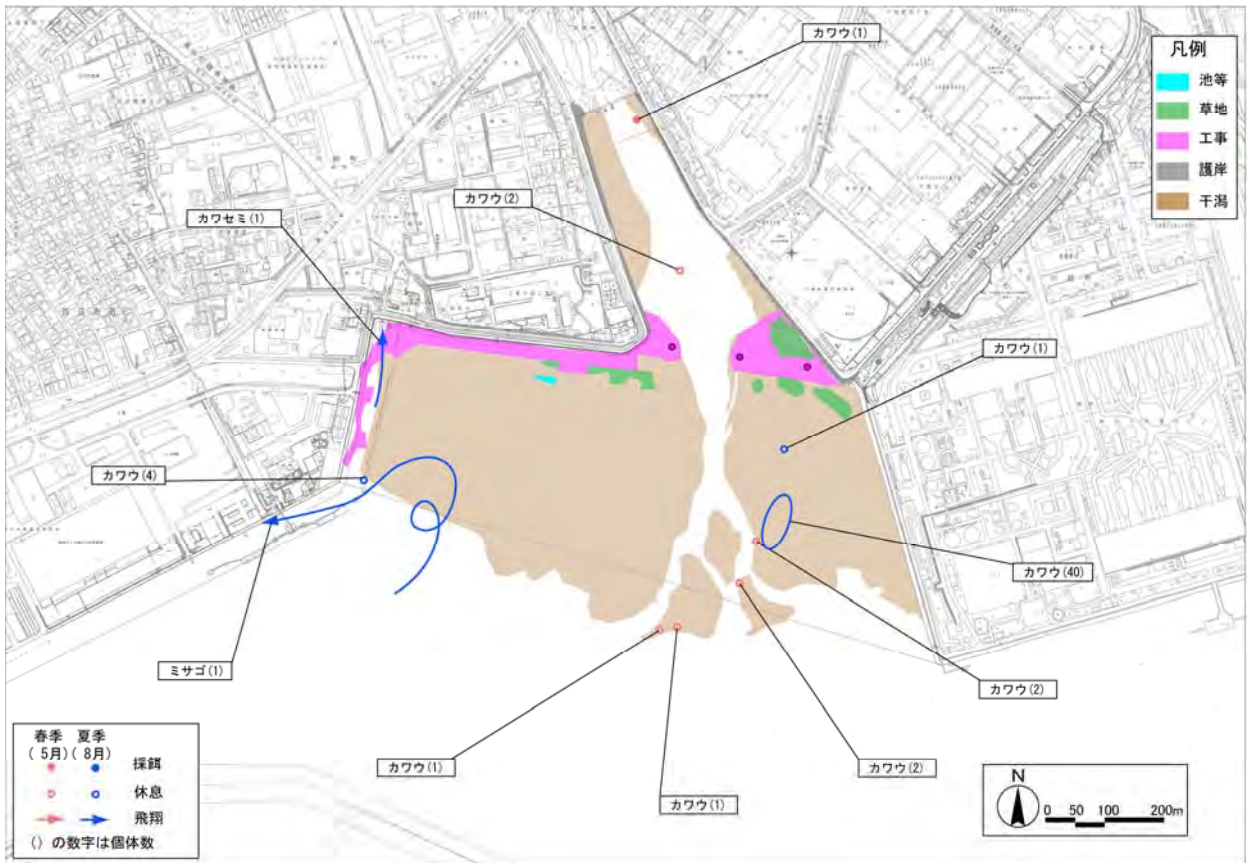 カワウ(1)
凡例
池等
草地
工事
護岸
干潟
カワウ(2)
カワセミ(1)
カワウ(1)
カワウ(4)
カワウ(40)
ミサゴ(1)
カワウ(2)
カワウ(1)
カワウ(2)
カワウ(1)
春季 夏季
( 5月)( 8月)
採餌
休息
飛翔
() の数字は個体数
N
0 50 100 200m